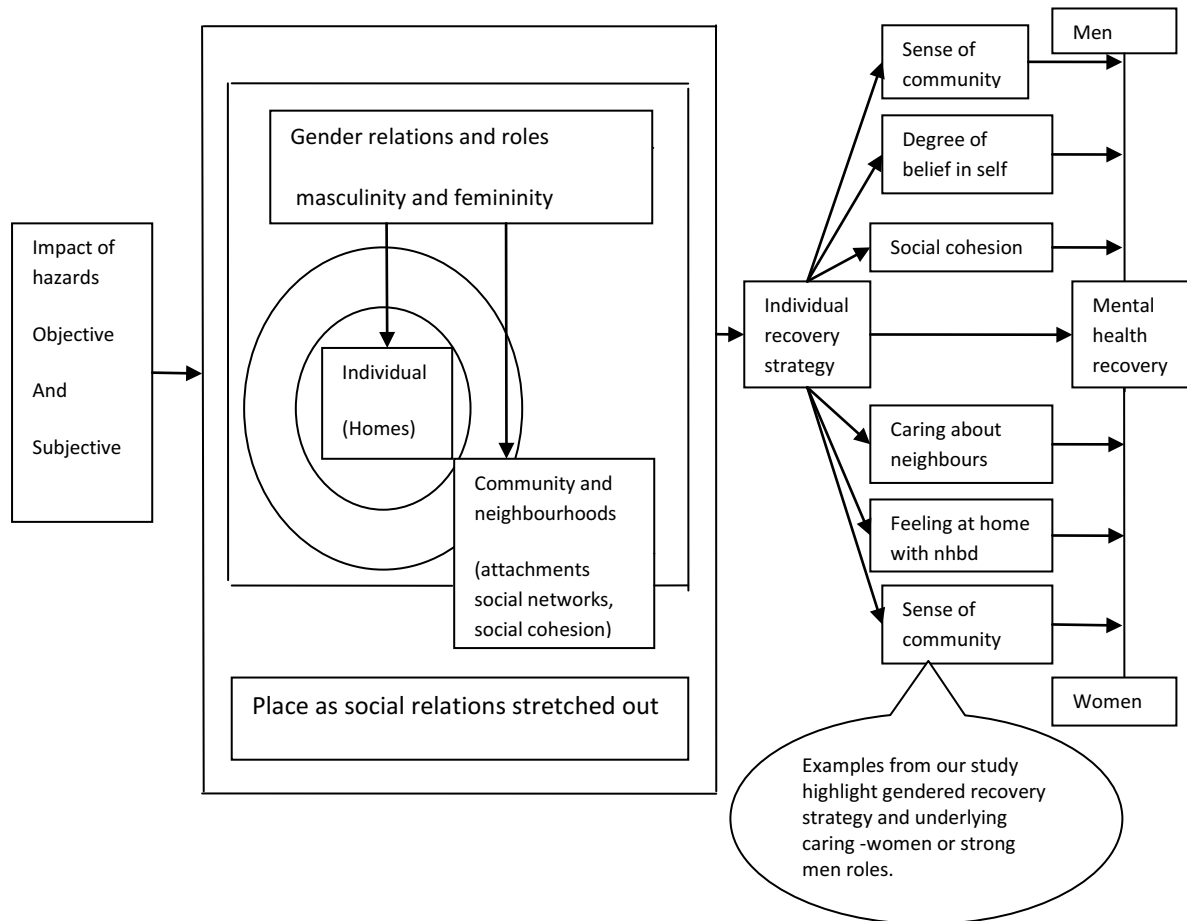 Impact of
hazards
Objective
And
Subjective
Gender relations and roles
masculinity and femininity
Individual
(Homes)
Community and
neighbourhoods
(attachments
social networks,
social cohesion)
Place as social relations stretched out
Individual
recovery
strategy
Sense of
community
Degree of
belief in self
Social cohesion
Caring about
neighbours
Feeling at home
with nhbd
Sense of
community
Men
Mental
health
recovery
Women
Examples from our study
highlight gendered recovery
strategy and underlying
caring -women or strong
men roles.